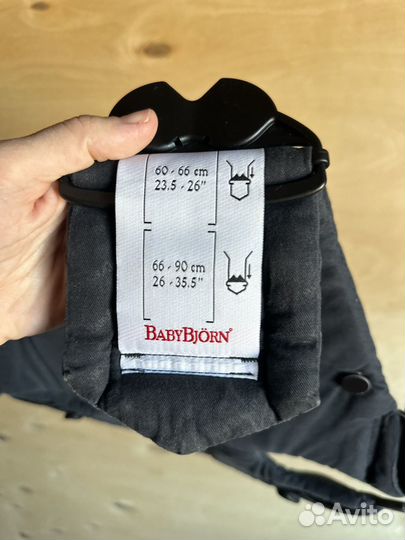 60 - 66 cm
23.5 - 26"
66 - 90 cm
26 - 35.5"
BABYBJÖRN®
Avito